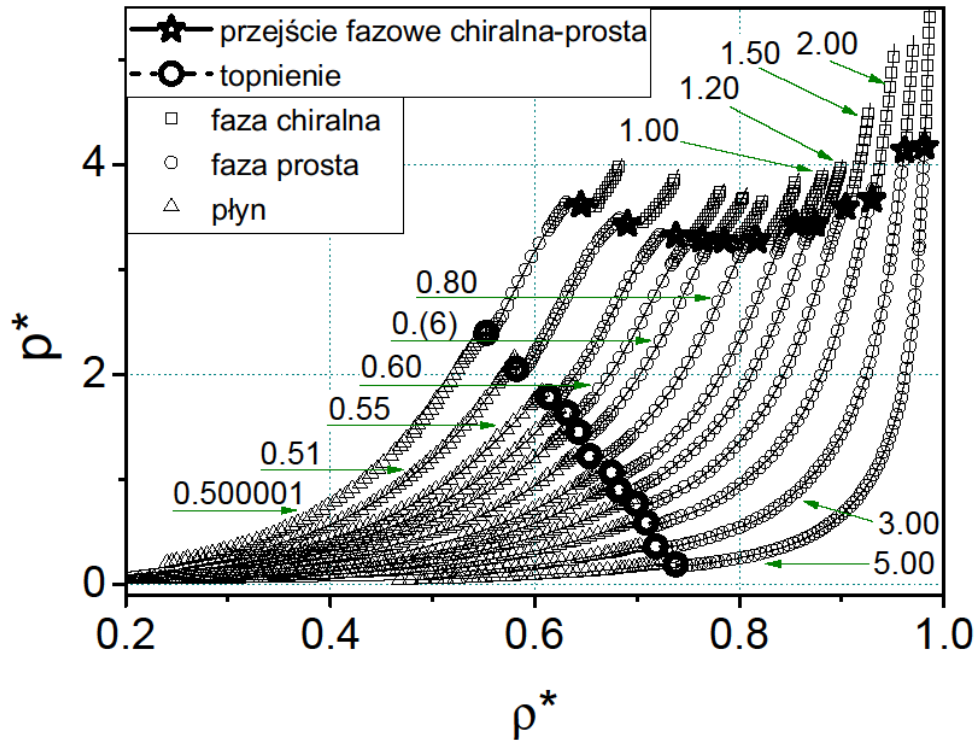 przejście fazowe chiralna-prosta
topnienie
faza chiralna
faza prosta
płyn
1.50
2.00
1.20
1.00
0.80
0.(6)
0.60
0.55
0.51
0.500001
3.00
5.00
p*
4
2
0
0.2
0.4
0.6
0.8
1.0
ρ*